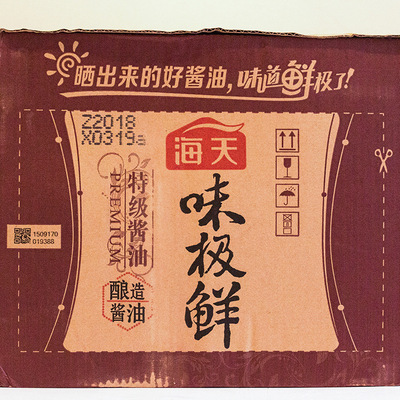 晒出来的好酱油,味道鲜极了!
Z2018
X0319
海天
特级酱油
PREMIUM
味极鲜
酿造
酱油
1509170
019388